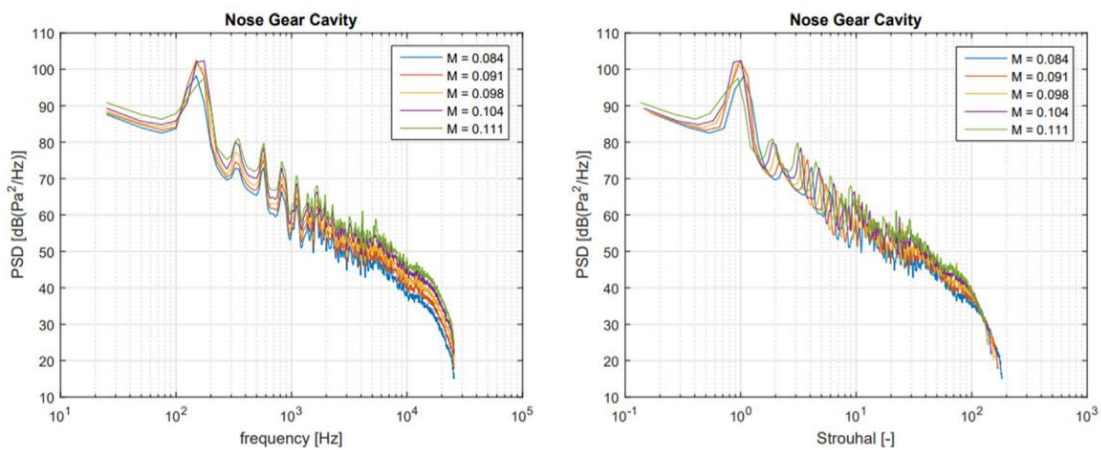 Nose Gear Cavity
110
100
90
80
70
60
50
40
30
20
10
PSD [dB(Pa²/Hz)]
10¹ 10² 10³ 10⁴ 10⁵
frequency [Hz]
M = 0.084
M = 0.091
M = 0.098
M = 0.104
M = 0.111
Nose Gear Cavity
110
100
90
80
70
60
50
40
30
20
10
PSD [dB(Pa²/Hz)]
10⁻¹ 10⁰ 10¹ 10² 10³
Strouhal [-]
M = 0.084
M = 0.091
M = 0.098
M = 0.104
M = 0.111